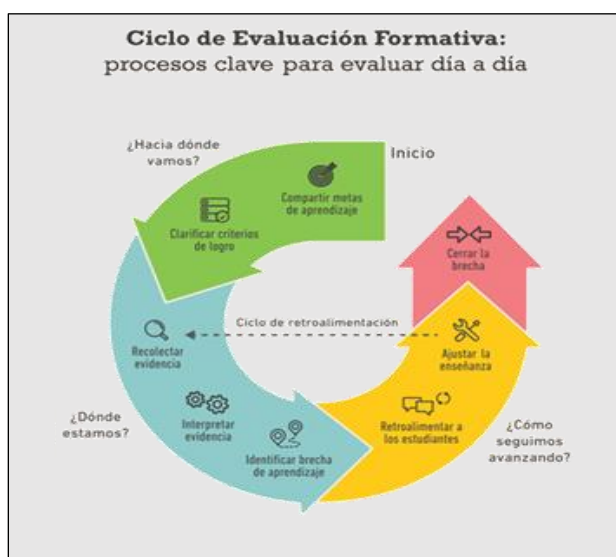 Ciclo de Evaluación Formativa:
procesos clave para evaluar día a día
¿Hacia dónde
vamos?
Inicio
Compartir metas
de aprendizaje
Clarificar criterios
de logro
Cerrar la
brecha
Ciclo de retroalimentación
Recolectar
evidencia
Ajustar la
enseñanza
¿Dónde
estamos?
Interpretar
evidencia
Identificar brecha
de aprendizaje
Retroalimentar a
los estudiantes
¿Cómo
seguimos
avanzando?